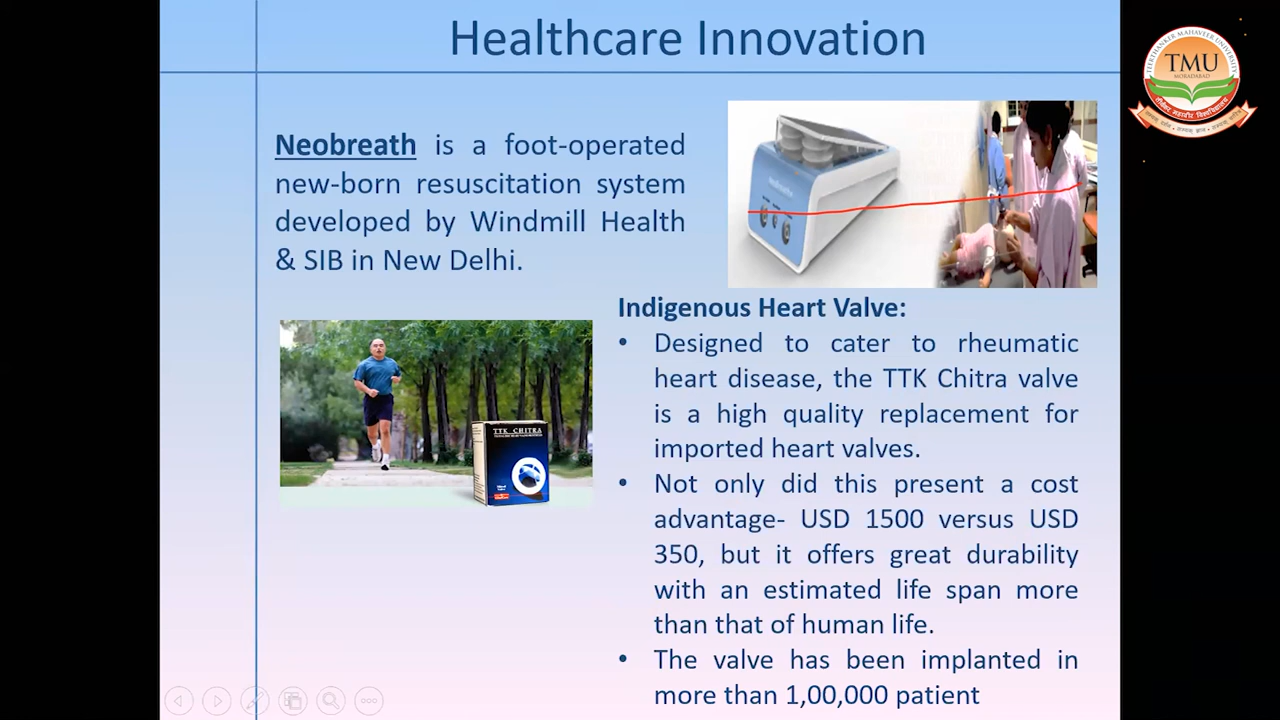 Healthcare Innovation
Neobreath is a foot-operated
new-born resuscitation system
developed by Windmill Health
& SIB in New Delhi.
Indigenous Heart Valve:
• Designed to cater to rheumatic
heart disease, the TTK Chitra valve
is a high quality replacement for
imported heart valves.
• Not only did this present a cost
advantage- USD 1500 versus USD
350, but it offers great durability
with an estimated life span more
than that of human life.
• The valve has been implanted in
more than 1,00,000 patient
TTK CHITRA
TEERTHANKER MAHAVEER UNIVERSITY
TMU
MORADABAD